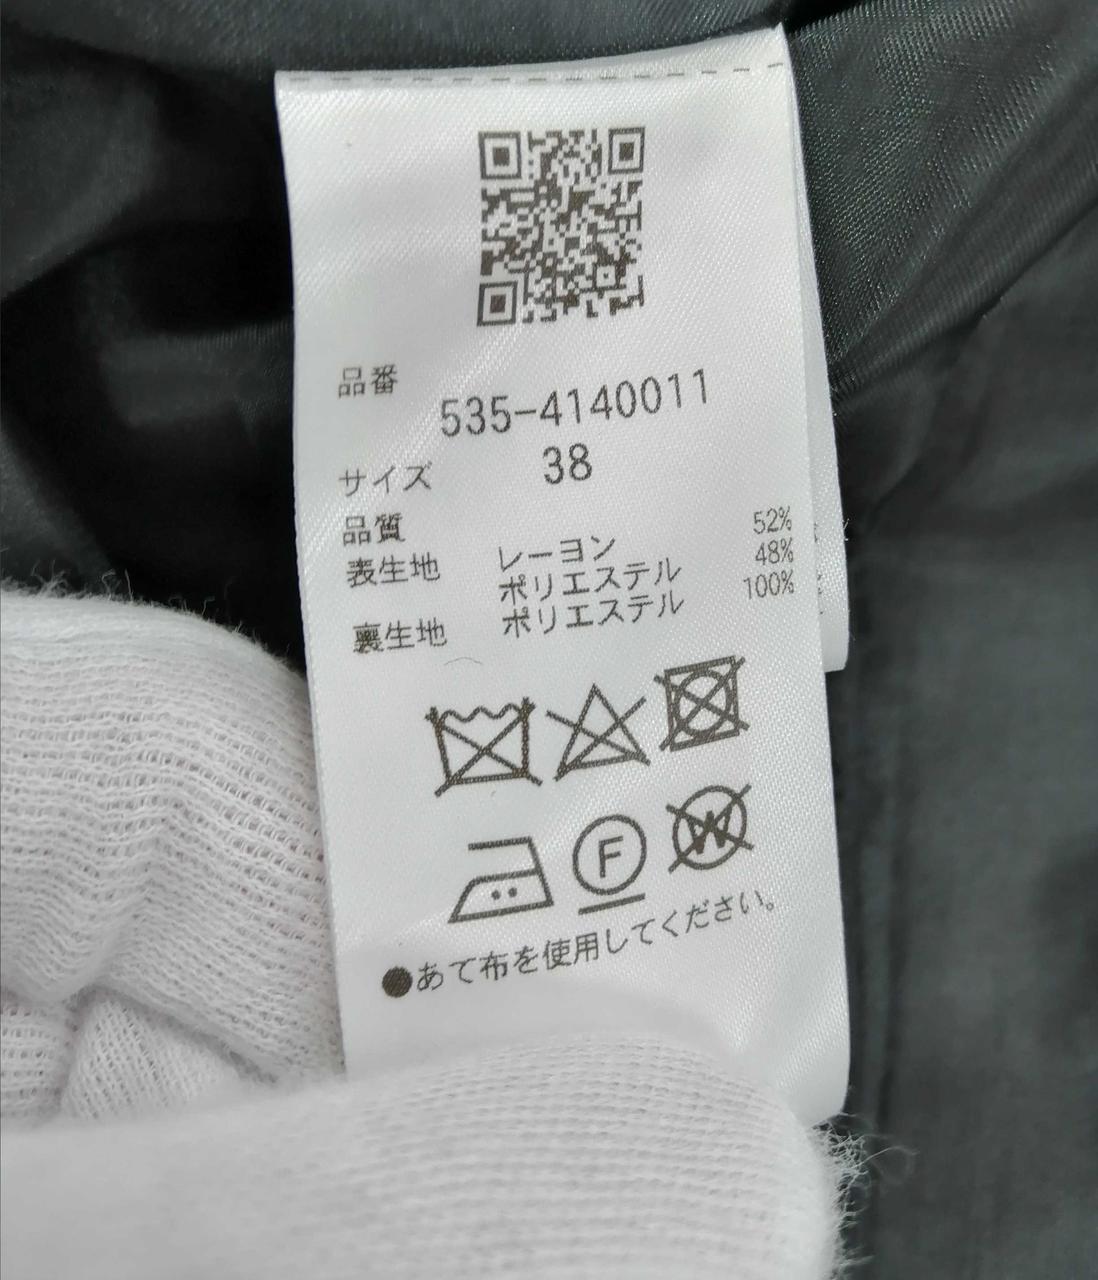 品番
535-4140011
サイズ 38
品質
表生地 レーヨン 52%
ポリエステル 48%
裏生地 ポリエステル 100%
F
W
●あて布を使用してください。